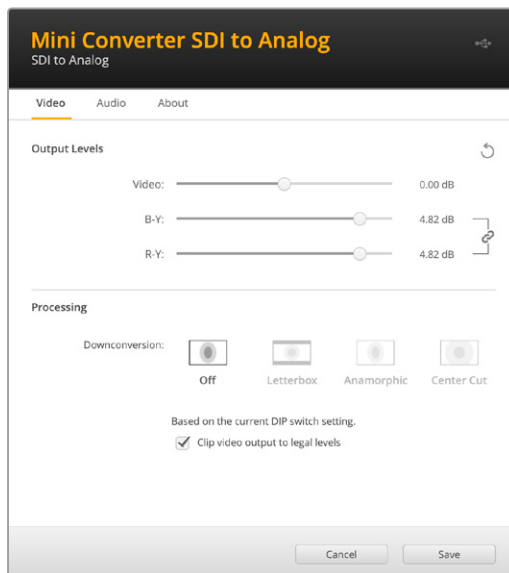 Mini Converter SDI to Analog
SDI to Analog
Video Audio About
Output Levels
Video: 0.00 dB
B-Y: 4.82 dB
R-Y: 4.82 dB
Processing
Downconversion:
Off Letterbox Anamorphic Center Cut
Based on the current DIP switch setting.
Clip video output to legal levels
Cancel Save